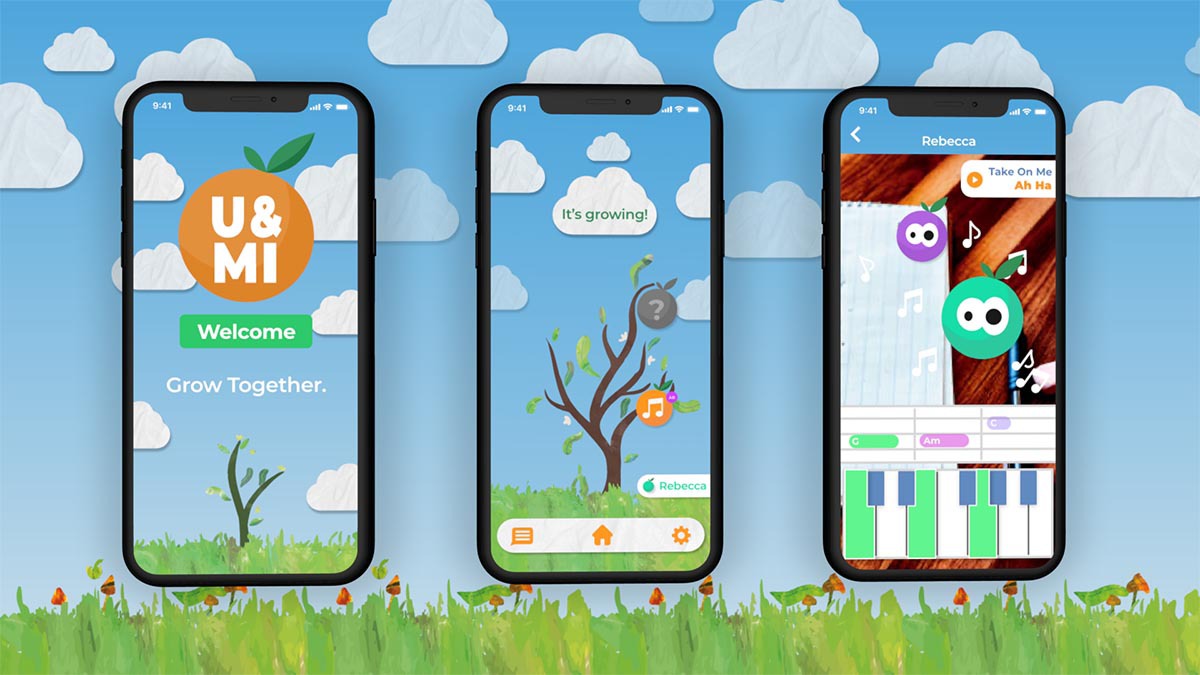 9:41
U&
MI
Welcome
Grow Together.
9:41
It's growing!
?
Rebecca
9:41
Rebecca
Take On Me
Ah Ha
G
Am
C